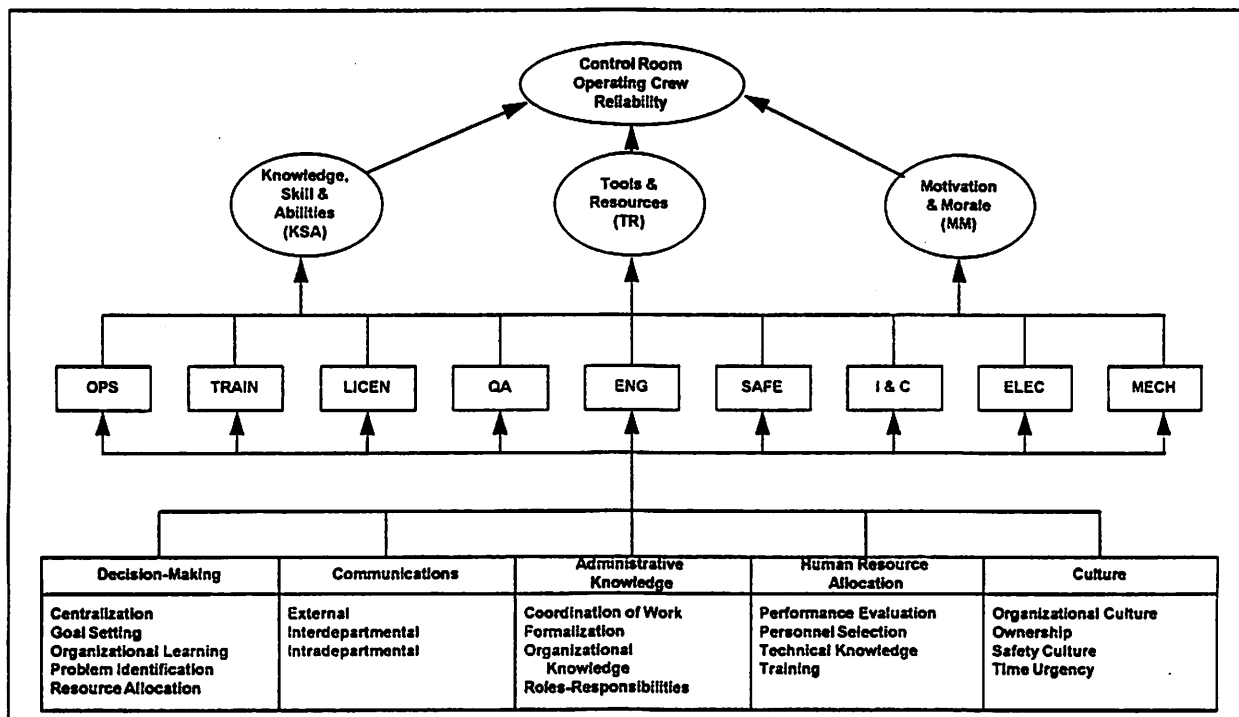 Control Room
Operating Crew
Reliability
Knowledge,
Skill &
Abilities
(KSA)
Tools &
Resources
(TR)
Motivation
& Morale
(MM)
OPS
TRAIN
LICEN
QA
ENG
SAFE
I & C
ELEC
MECH
Decision-Making
Centralization
Goal Setting
Organizational Learning
Problem Identification
Resource Allocation
Communications
External
Interdepartmental
Intradepartmental
Administrative
Knowledge
Coordination of Work
Formalization
Organizational
Knowledge
Roles-Responsibilities
Human Resource
Allocation
Performance Evaluation
Personnel Selection
Technical Knowledge
Training
Culture
Organizational Culture
Ownership
Safety Culture
Time Urgency